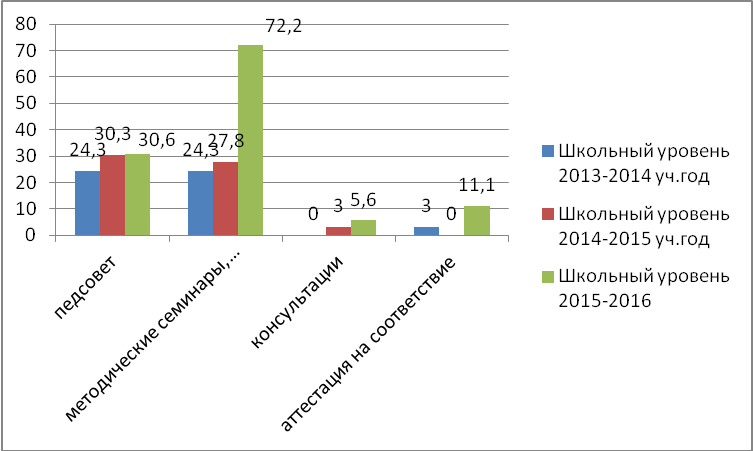 80
70
60
50
40
30
20
10
0
24,3
30,3
30,6
24,3
27,8
72,2
0
3
5,6
3
0
11,1
педсовет
методические семинары,...
консультации
аттестация на соответствие
Школьный уровень
2013-2014 уч.год
Школьный уровень
2014-2015 уч.год
Школьный уровень
2015-2016